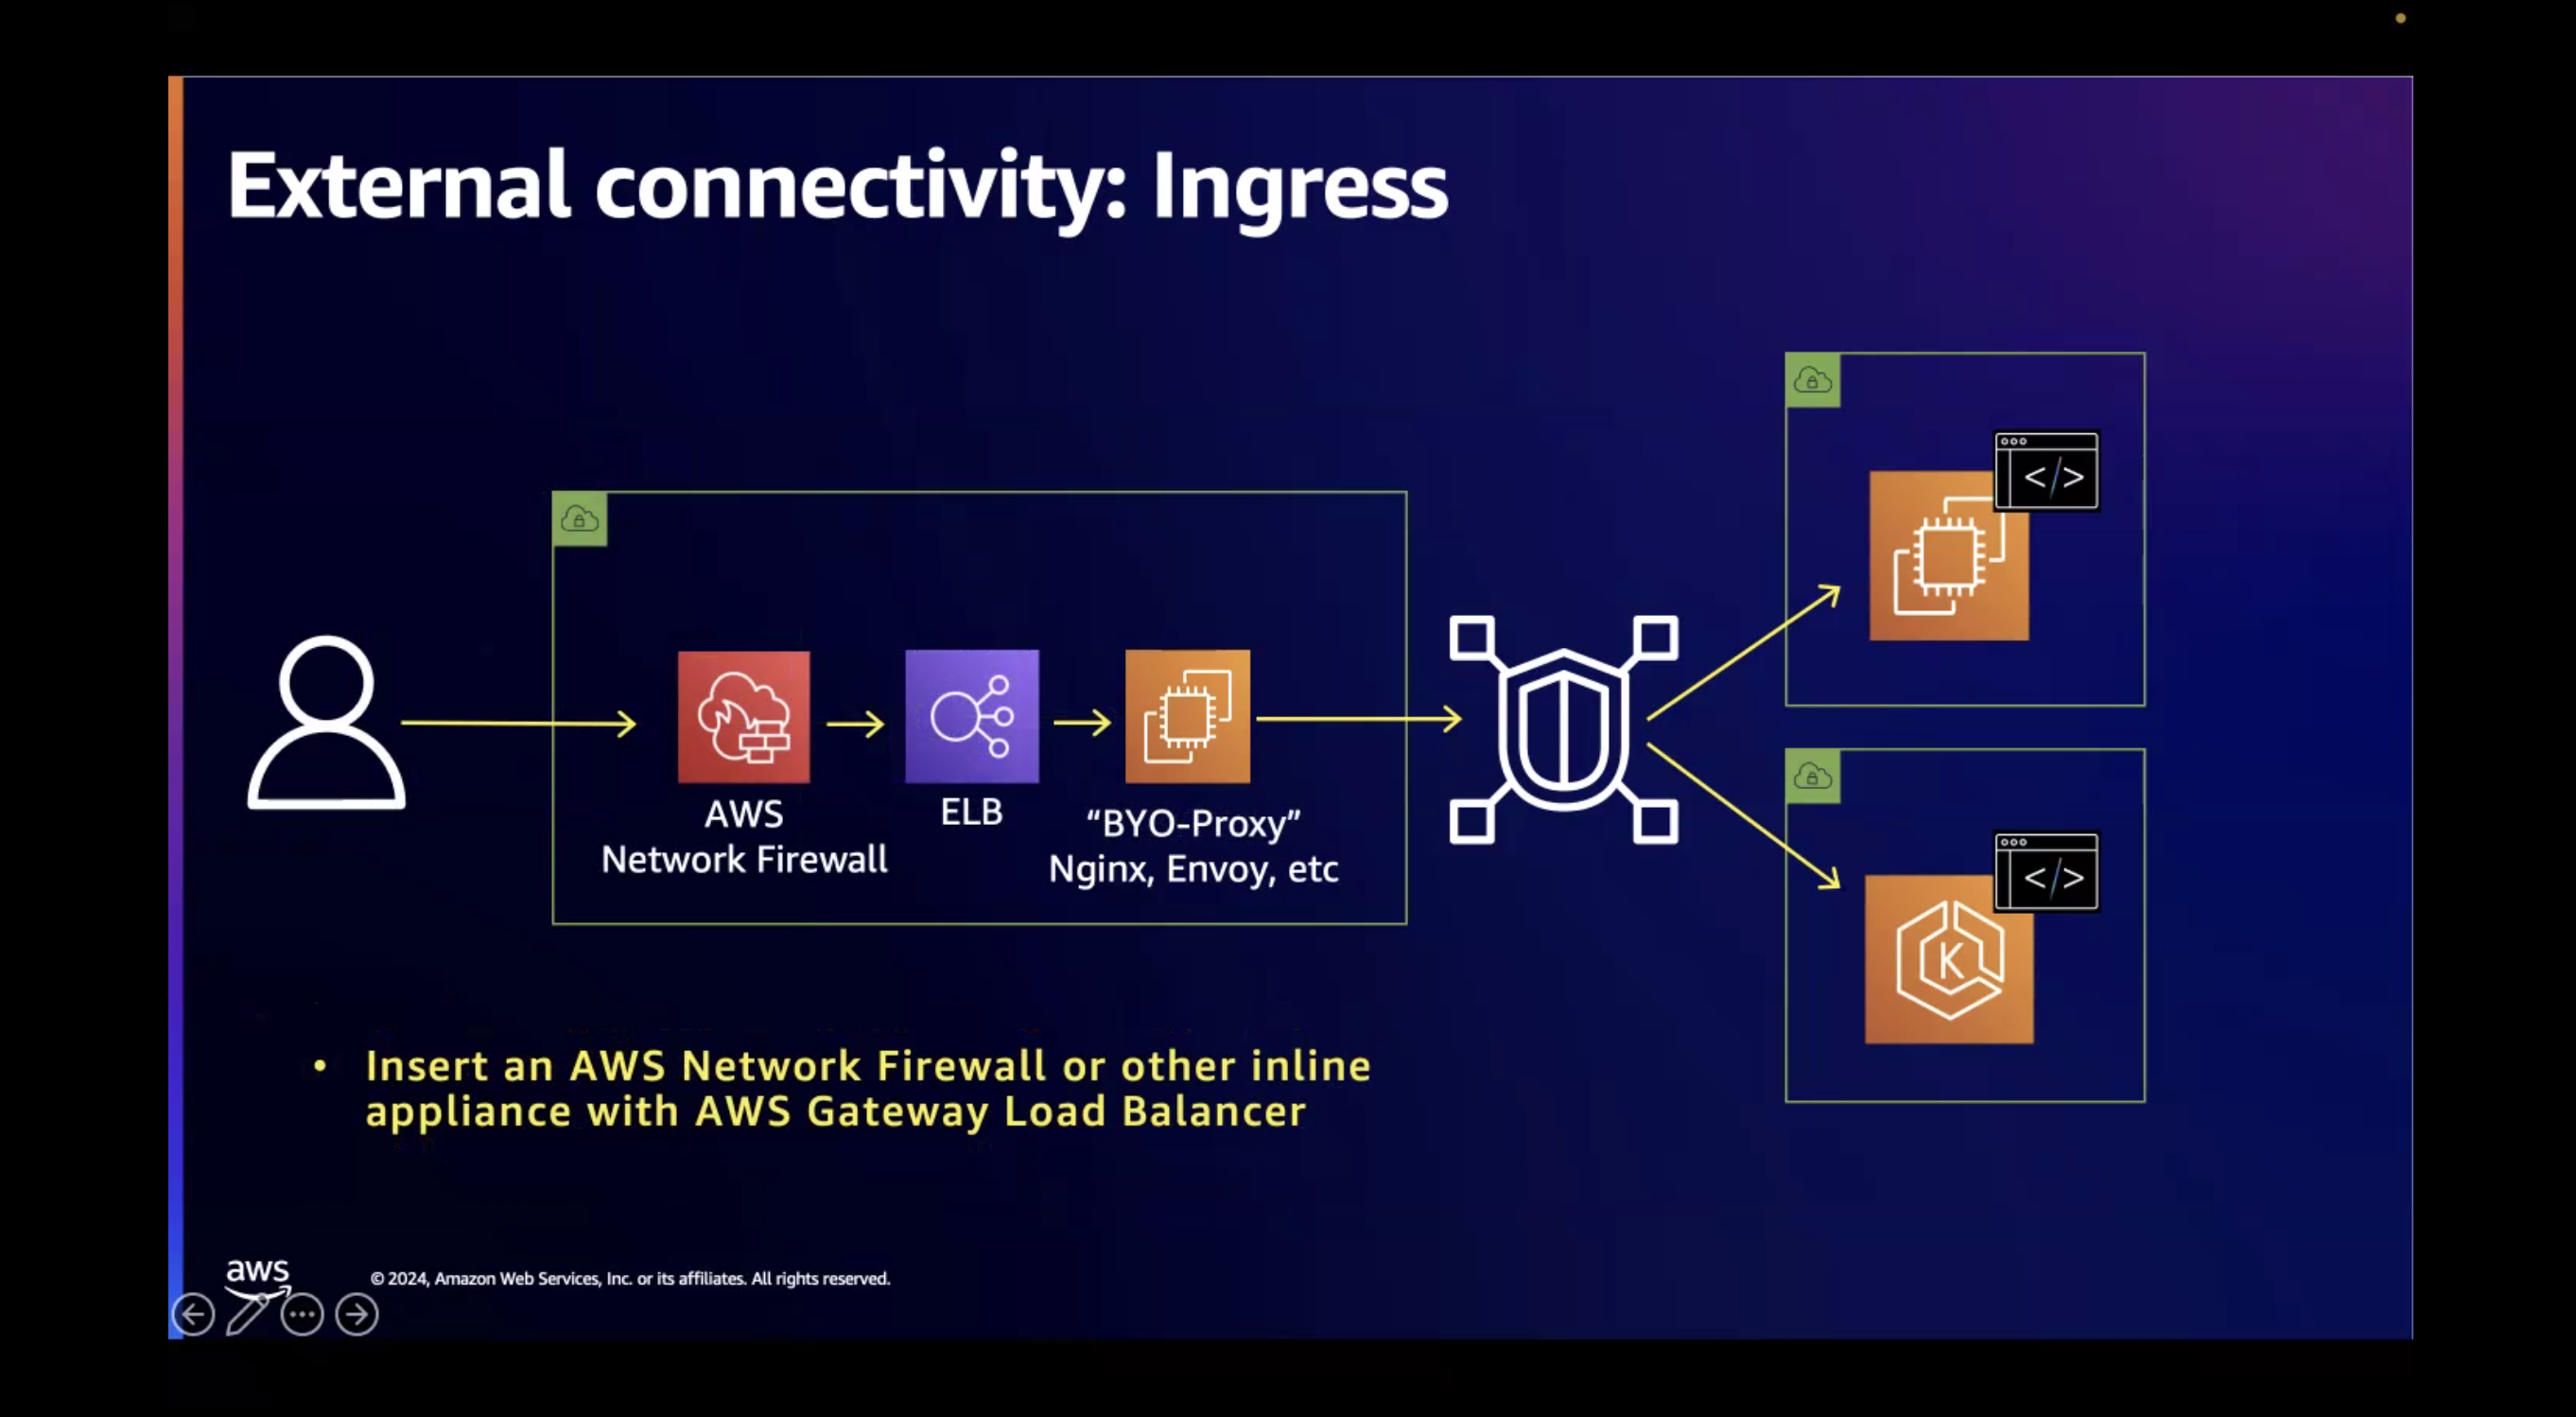 External connectivity: Ingress
</>
AWS
Network Firewall
ELB
“BYO-Proxy”
Nginx, Envoy, etc
</>
K
• Insert an AWS Network Firewall or other inline
appliance with AWS Gateway Load Balancer
aws
© 2024, Amazon Web Services, Inc. or its affiliates. All rights reserved.